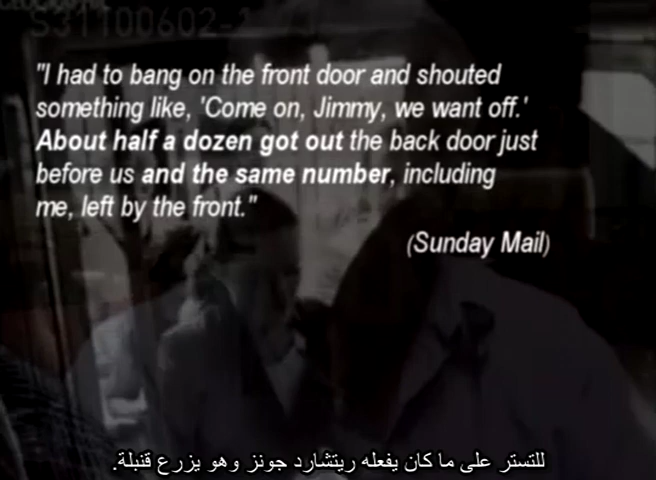 S31100602-2
"I had to bang on the front door and shouted
something like, 'Come on, Jimmy, we want off.'
About half a dozen got out the back door just
before us and the same number, including
me, left by the front."
(Sunday Mail)
للتستر على ما كان يفعله ريتشارد جونز وهو يزرع قنبلة.